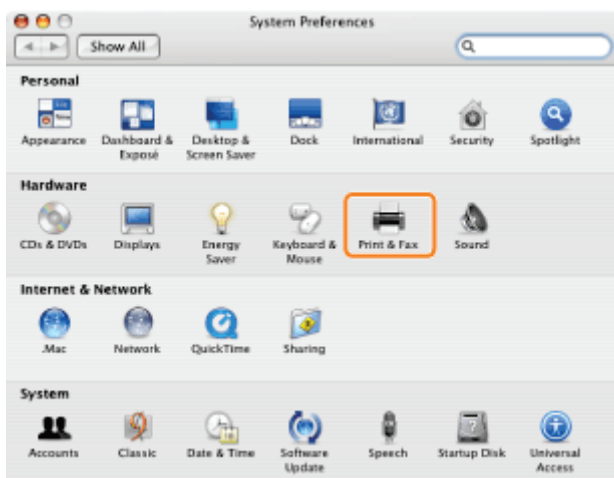 System Preferences
Show All
Personal
Appearance
Dashboard &
Exposé
Desktop &
Screen Saver
Dock
International
Security
Spotlight
Hardware
CDs & DVDs
Displays
Energy
Saver
Keyboard &
Mouse
Print & Fax
Sound
Internet & Network
.Mac
Network
QuickTime
Sharing
System
Accounts
Classic
Date & Time
Software
Update
Speech
Startup Disk
Universal
Access